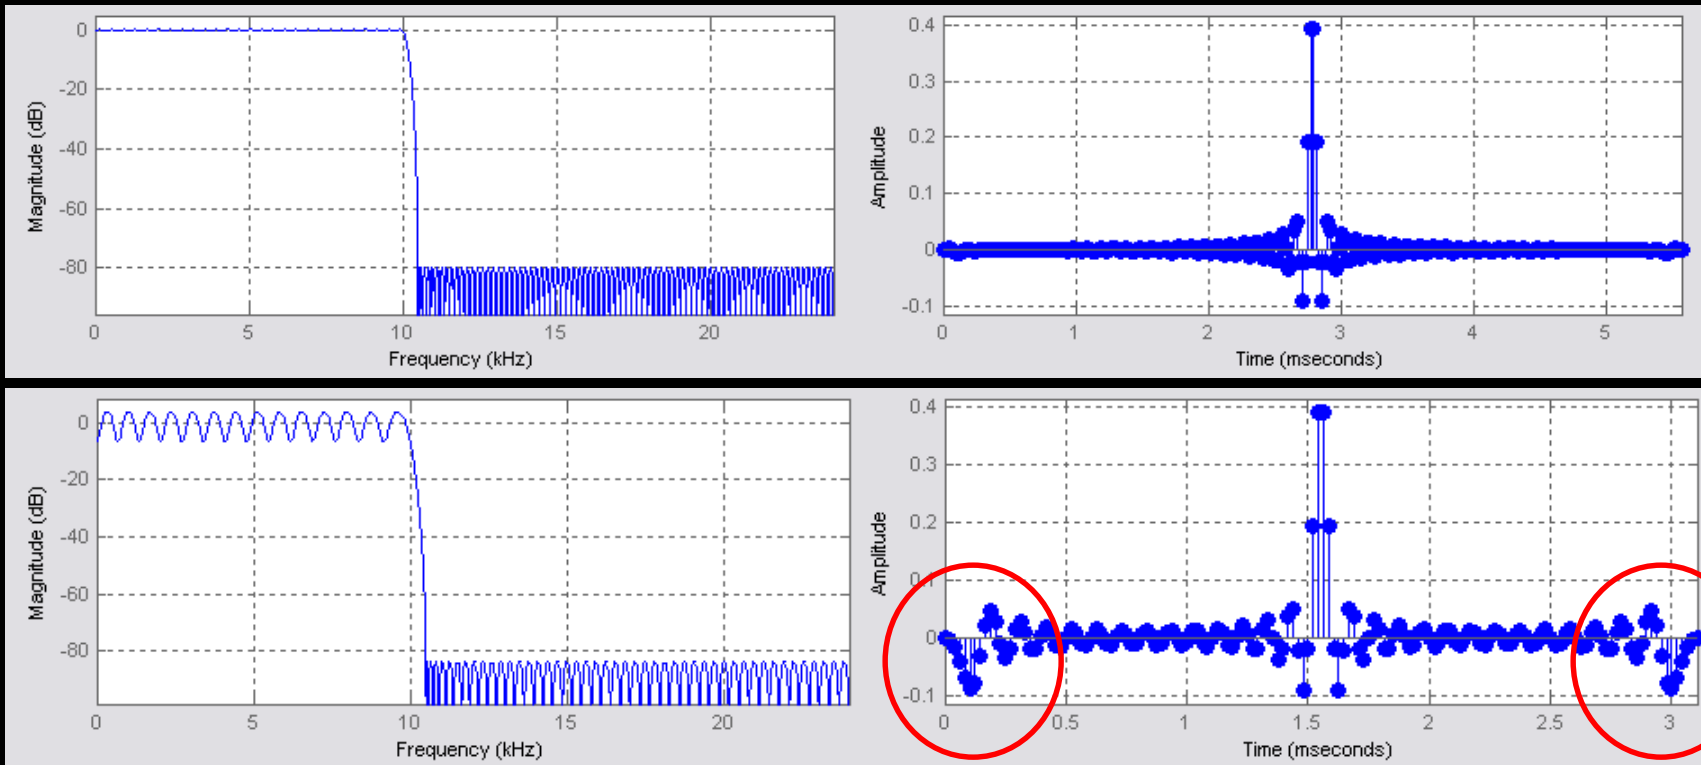 Magnitude (dB)
0
-20
-40
-60
-80
0 5 10 15 20
Frequency (kHz)
Amplitude
0.4
0.3
0.2
0.1
0
-0.1
0 1 2 3 4 5
Time (mseconds)
Magnitude (dB)
0
-20
-40
-60
-80
0 5 10 15 20
Frequency (kHz)
Amplitude
0.4
0.3
0.2
0.1
0
-0.1
0 0.5 1 1.5 2 2.5 3
Time (mseconds)